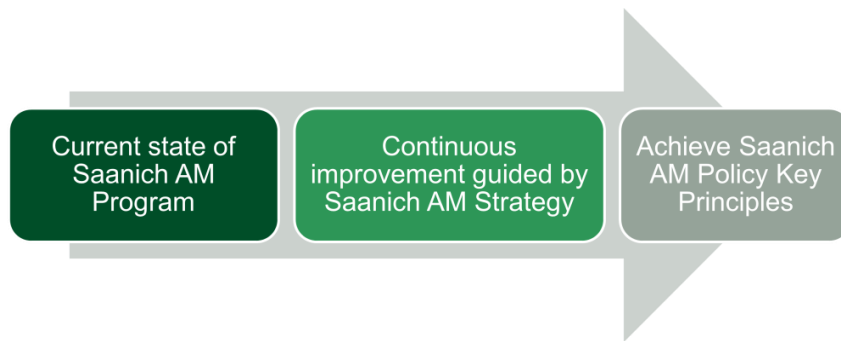 Current state of
Saanich AM
Program
Continuous
improvement guided by
Saanich AM Strategy
Achieve Saanich
AM Policy Key
Principles